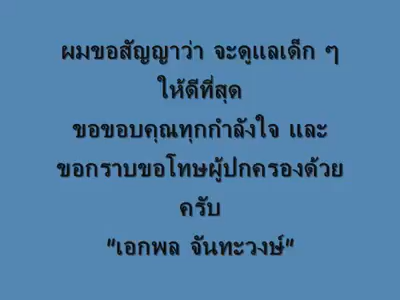 ผมขอสัญญาว่า จะดูแลเด็ก ๆ
ให้ดีที่สุด
ขอขอบคุณทุกกำลังใจ และ
ขอกราบขอโทษผู้ปกครองด้วย
ครับ
"เอกพล จันทะวงษ์"